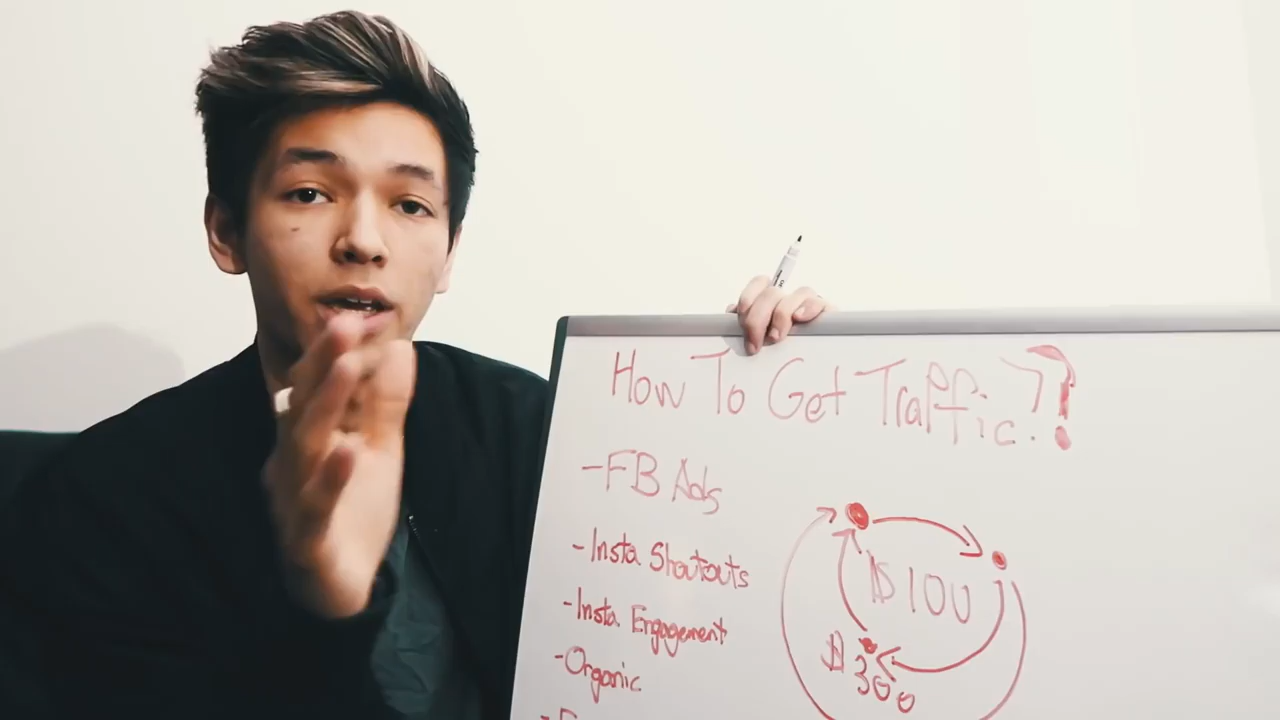 How To Get Traffic.?!
-FB Ads
-Insta Shoutouts
-Insta Engagement
-Organic
$100
$300